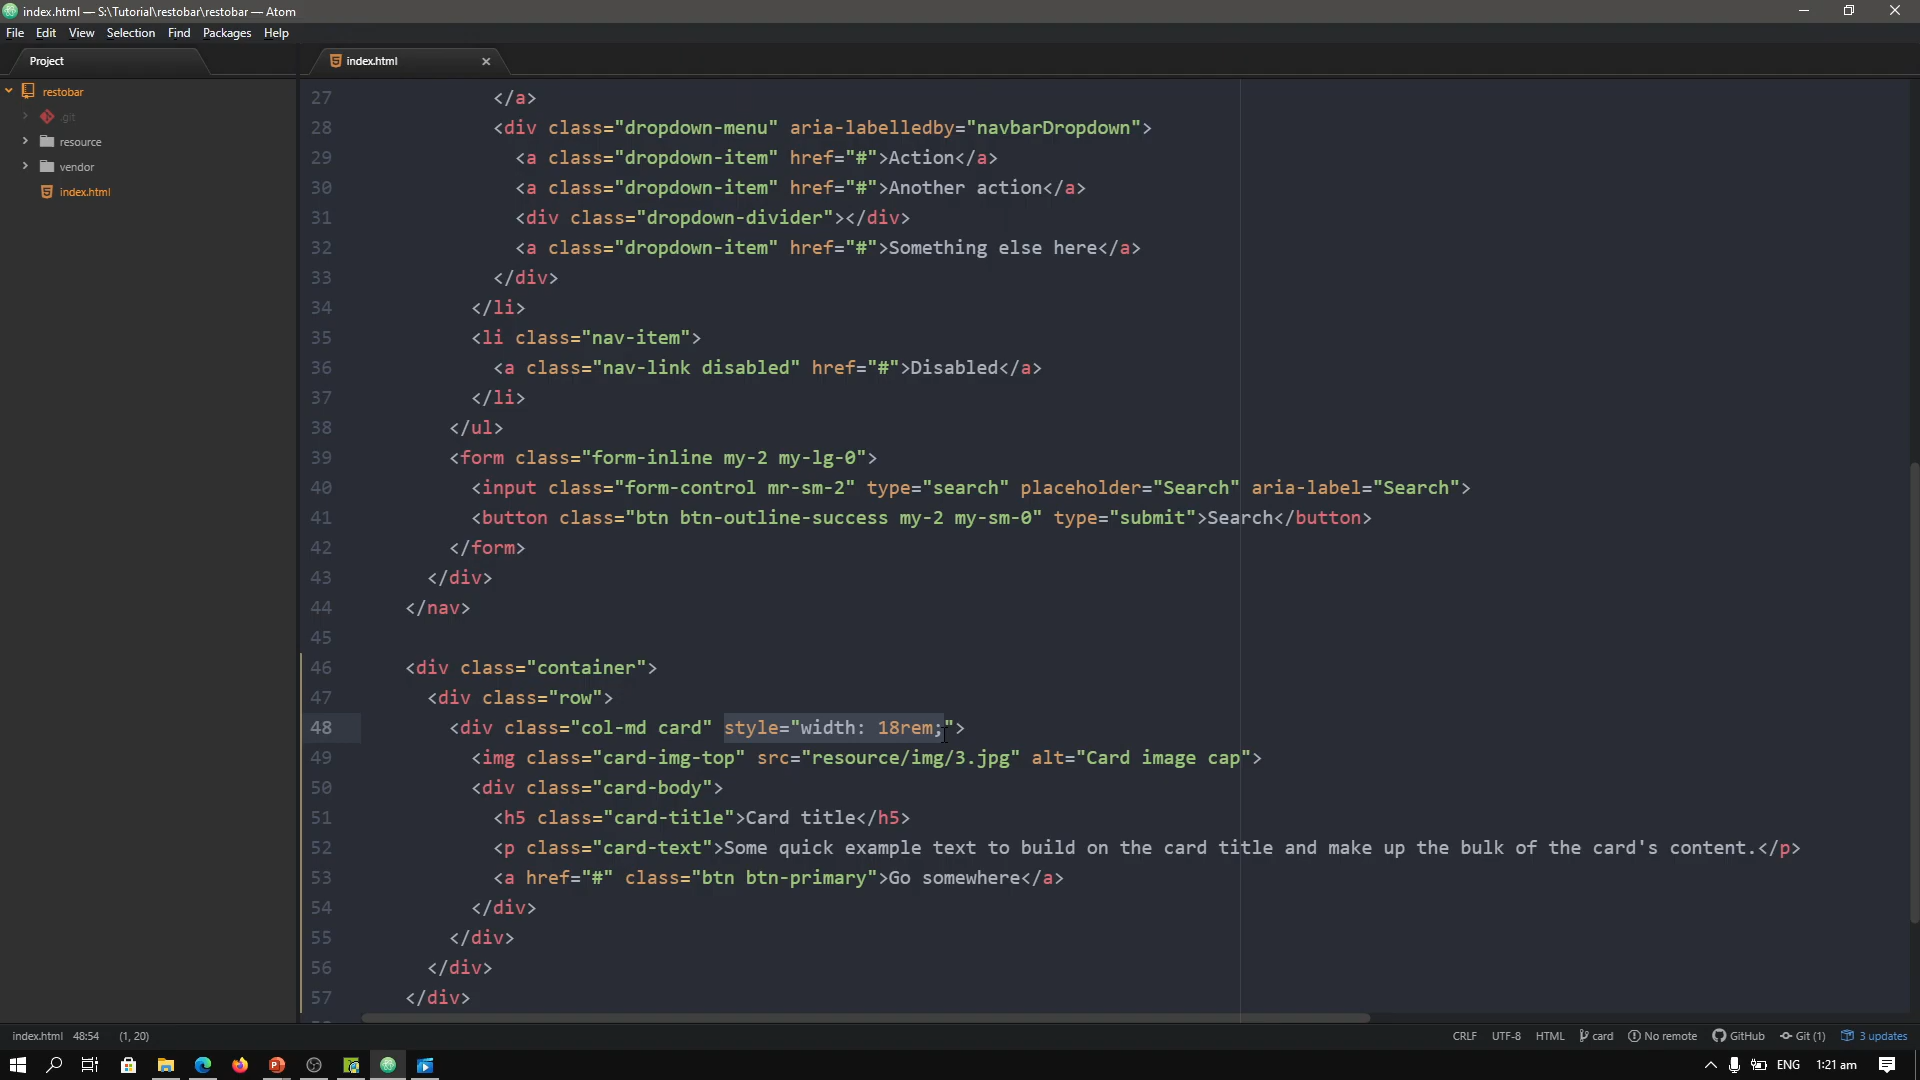 index.html — S:\Tutorial\restobar\restobar — Atom
File Edit View Selection Find Packages Help
Project
index.html
restobar
.git
resource
vendor
index.html
27 </a>
28 <div class="dropdown-menu" aria-labelledby="navbarDropdown">
29 <a class="dropdown-item" href="#">Action</a>
30 <a class="dropdown-item" href="#">Another action</a>
31 <div class="dropdown-divider"></div>
32 <a class="dropdown-item" href="#">Something else here</a>
33 </div>
34 </li>
35 <li class="nav-item">
36 <a class="nav-link disabled" href="#">Disabled</a>
37 </li>
38 </ul>
39 <form class="form-inline my-2 my-lg-0">
40 <input class="form-control mr-sm-2" type="search" placeholder="Search" aria-label="Search">
41 <button class="btn btn-outline-success my-2 my-sm-0" type="submit">Search</button>
42 </form>
43 </div>
44 </nav>
45
46 <div class="container">
47 <div class="row">
48 <div class="col-md card" style="width: 18rem;">
49 <img class="card-img-top" src="resource/img/3.jpg" alt="Card image cap">
50 <div class="card-body">
51 <h5 class="card-title">Card title</h5>
52 <p class="card-text">Some quick example text to build on the card title and make up the bulk of the card's content.</p>
53 <a href="#" class="btn btn-primary">Go somewhere</a>
54 </div>
55 </div>
56 </div>
57 </div>
index.html 48:54 (1, 20) CRLF UTF-8 HTML card No remote GitHub Git (1) 3 updates
ENG 1:21 am